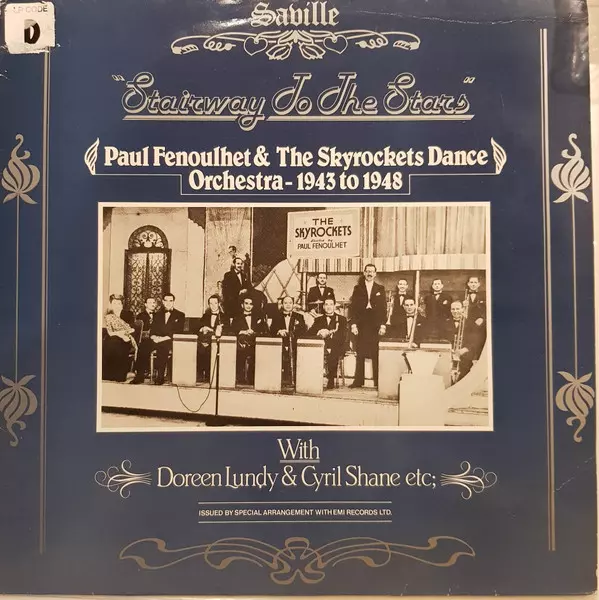 LP CODE
D
Saville
"Stairway To The Stars"
Paul Fenoulhet & The Skyrockets Dance
Orchestra - 1943 to 1948
THE
SKYROCKETS
PAUL FENOULHET
With
Doreen Lundy & Cyril Shane etc;
ISSUED BY SPECIAL ARRANGEMENT WITH EMI RECORDS LTD.